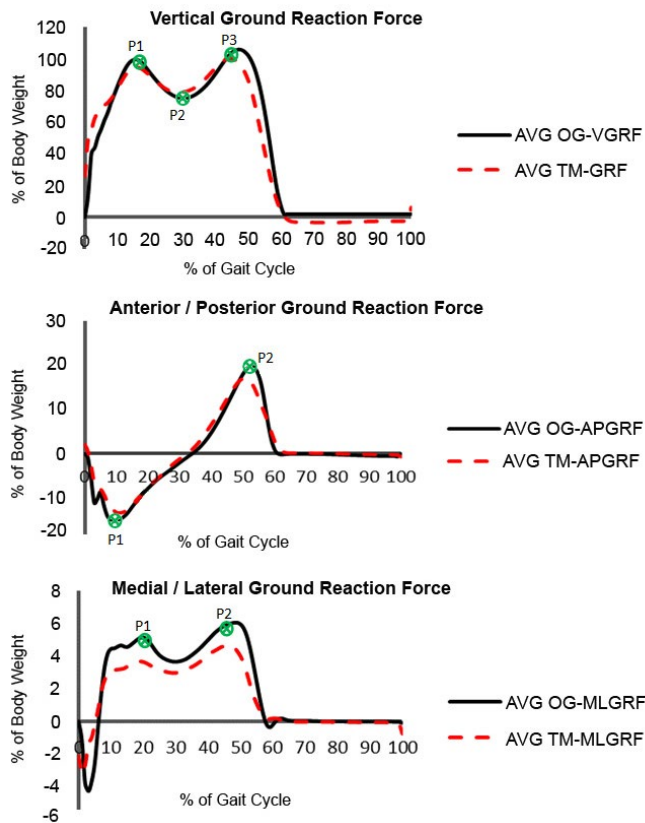 Vertical Ground Reaction Force
120
100
80
60
40
20
0
-20
% of Body Weight
P1
P2
P3
0 10 20 30 40 50 60 70 80 90 100
% of Gait Cycle
AVG OG-VGRF
AVG TM-GRF
Anterior / Posterior Ground Reaction Force
30
20
10
0
-10
-20
% of Body Weight
P1
P2
0 10 20 30 40 50 60 70 80 90 100
% of Gait Cycle
AVG OG-APGRF
AVG TM-APGRF
Medial / Lateral Ground Reaction Force
8
6
4
2
0
-2
-4
-6
% of Body Weight
P1
P2
0 10 20 30 40 50 60 70 80 90 100
% of Gait Cycle
AVG OG-MLGRF
AVG TM-MLGRF